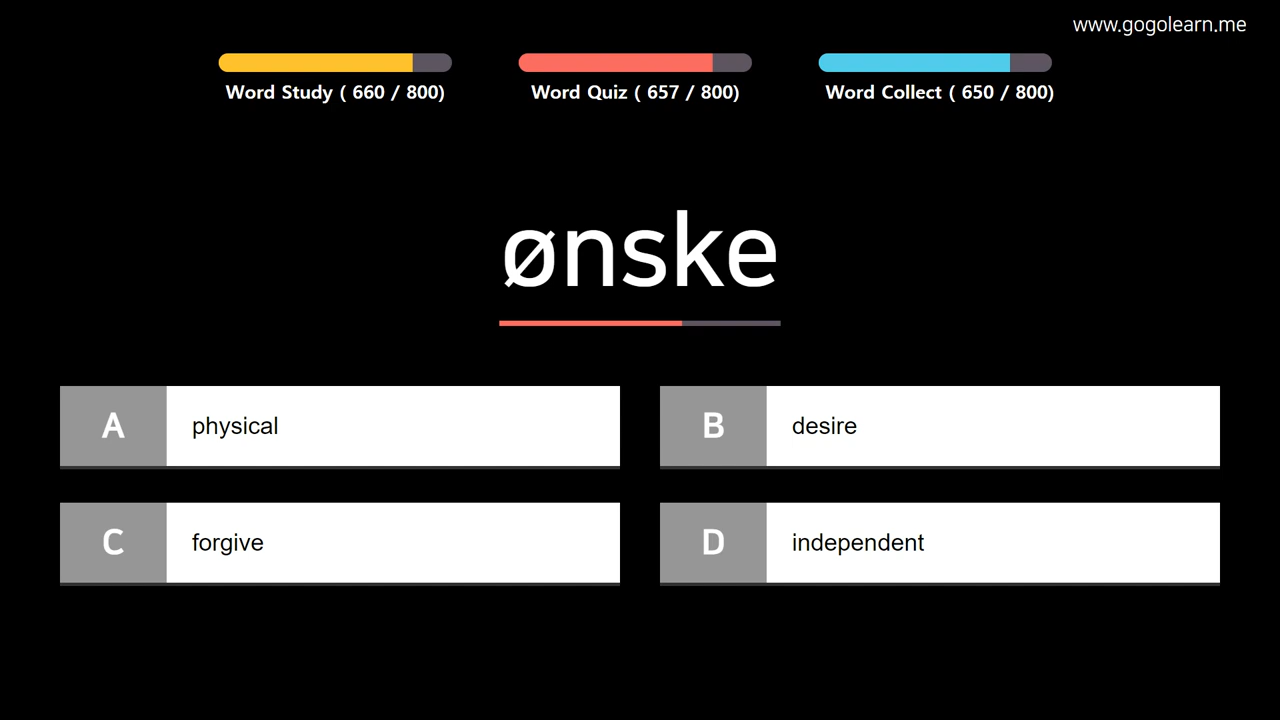 www.gogolearn.me
Word Study ( 660 / 800)
Word Quiz ( 657 / 800)
Word Collect ( 650 / 800)
ønske
A physical
B desire
C forgive
D independent